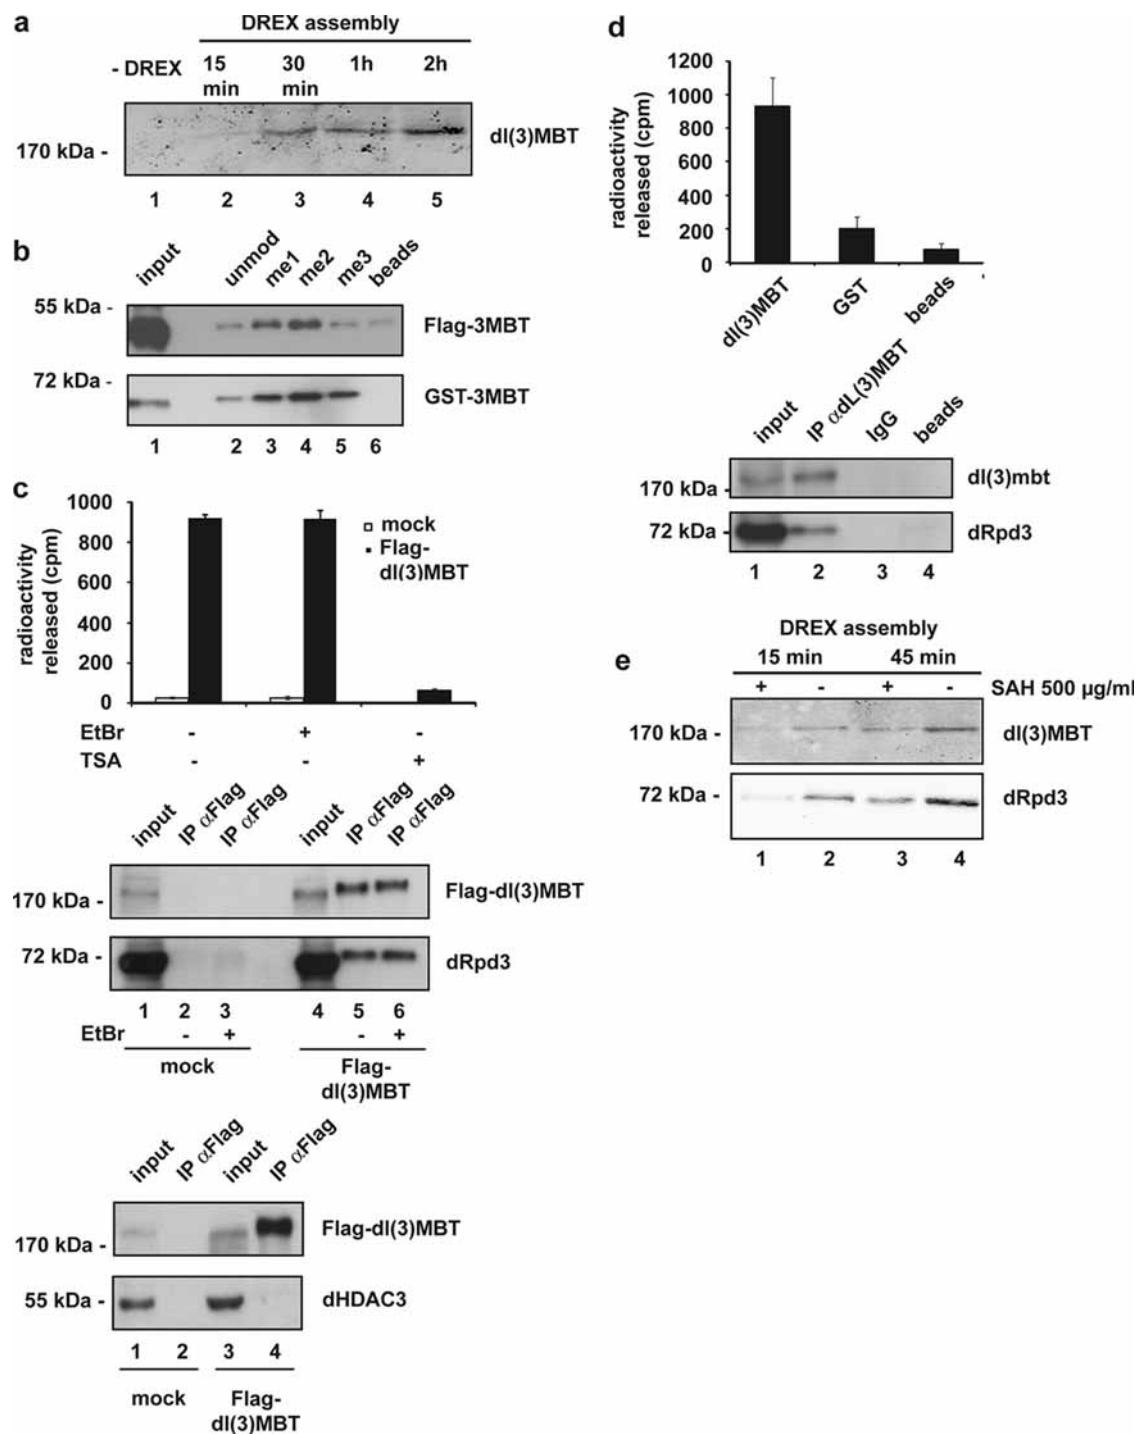 a
DREX assembly
- DREX 15 min 30 min 1h 2h
170 kDa -
dl(3)MBT
1 2 3 4 5
b
input unmod me1 me2 me3 beads
55 kDa -
Flag-3MBT
72 kDa -
GST-3MBT
1 2 3 4 5 6
c
1000
800
600
400
200
0
radioactivity released (cpm)
mock
Flag-dl(3)MBT
EtBr - + -
TSA - - +
input IP αFlag IP αFlag input IP αFlag IP αFlag
170 kDa -
Flag-dl(3)MBT
72 kDa -
dRpd3
1 2 3 4 5 6
EtBr - + - +
mock
Flag-dl(3)MBT
input IP αFlag input IP αFlag
170 kDa -
Flag-dl(3)MBT
55 kDa -
dHDAC3
1 2 3 4
mock
Flag-dl(3)MBT
d
1200
1000
800
600
400
200
0
radioactivity released (cpm)
dl(3)MBT GST beads
input IP αdL(3)MBT IgG beads
170 kDa -
dl(3)mbt
72 kDa -
dRpd3
1 2 3 4
e
DREX assembly
15 min 45 min
+ - + - SAH 500 µg/ml
170 kDa -
dl(3)MBT
72 kDa -
dRpd3
1 2 3 4